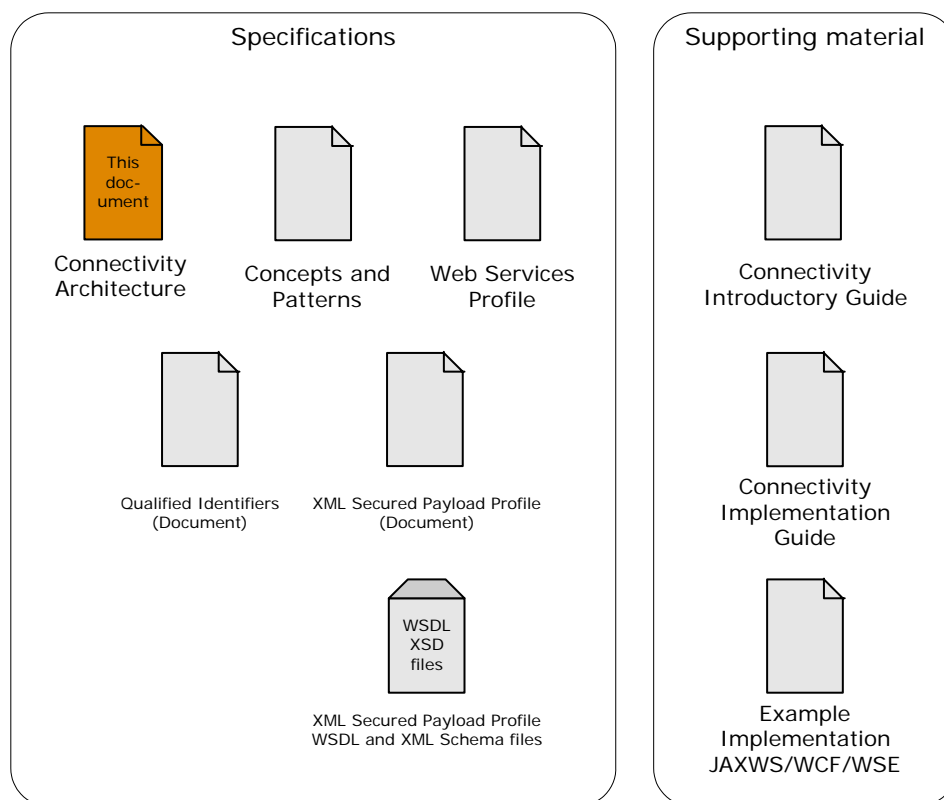 Specifications
This
doc-
ument
Connectivity
Architecture
Concepts and
Patterns
Web Services
Profile
Qualified Identifiers
(Document)
XML Secured Payload Profile
(Document)
WSDL
XSD
files
XML Secured Payload Profile
WSDL and XML Schema files
Supporting material
Connectivity
Introductory Guide
Connectivity
Implementation
Guide
Example
Implementation
JAXWS/WCF/WSE